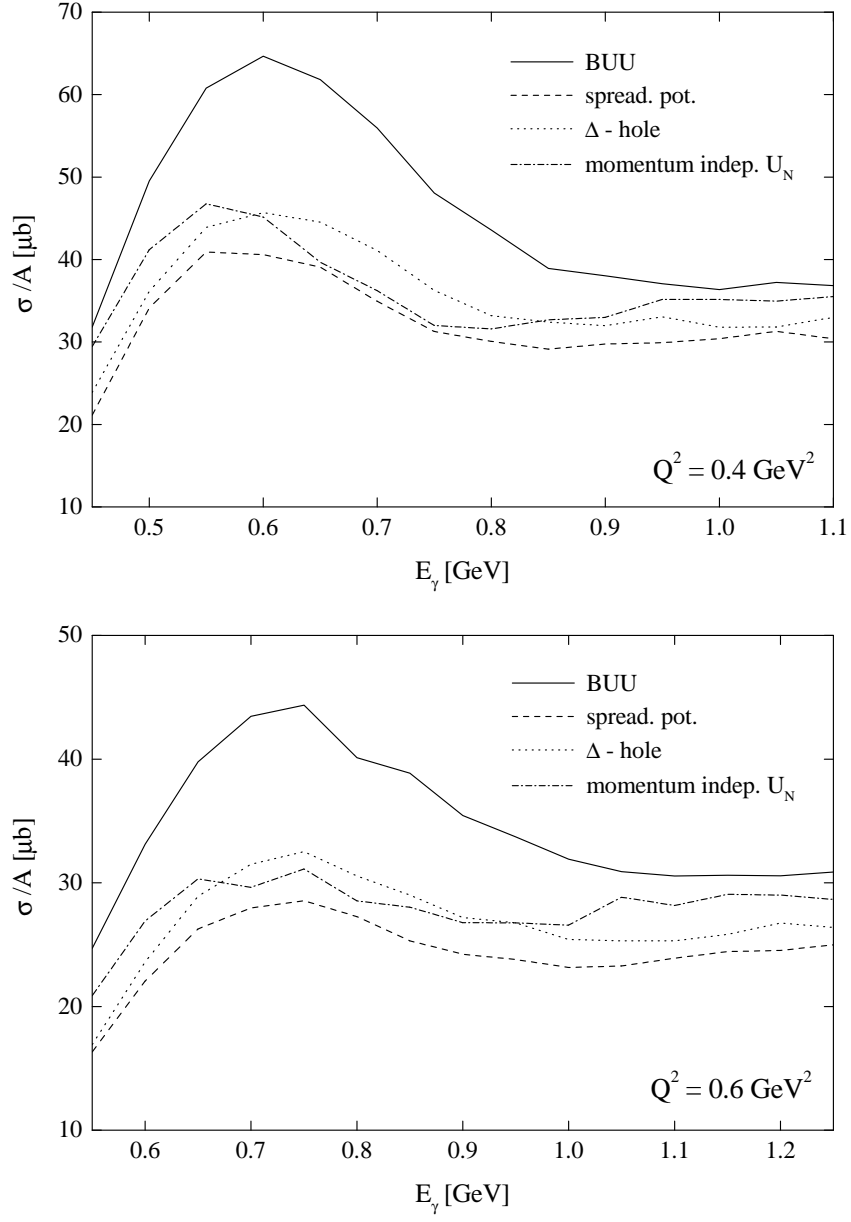 70
60
50
40
30
20
10
σ /A [μb]
BUU
spread. pot.
Δ - hole
momentum indep. U_N
Q² = 0.4 GeV²
0.5 0.6 0.7 0.8 0.9 1.0 1.1
E_γ [GeV]
50
40
30
20
10
σ /A [μb]
BUU
spread. pot.
Δ - hole
momentum indep. U_N
Q² = 0.6 GeV²
0.6 0.7 0.8 0.9 1.0 1.1 1.2
E_γ [GeV]